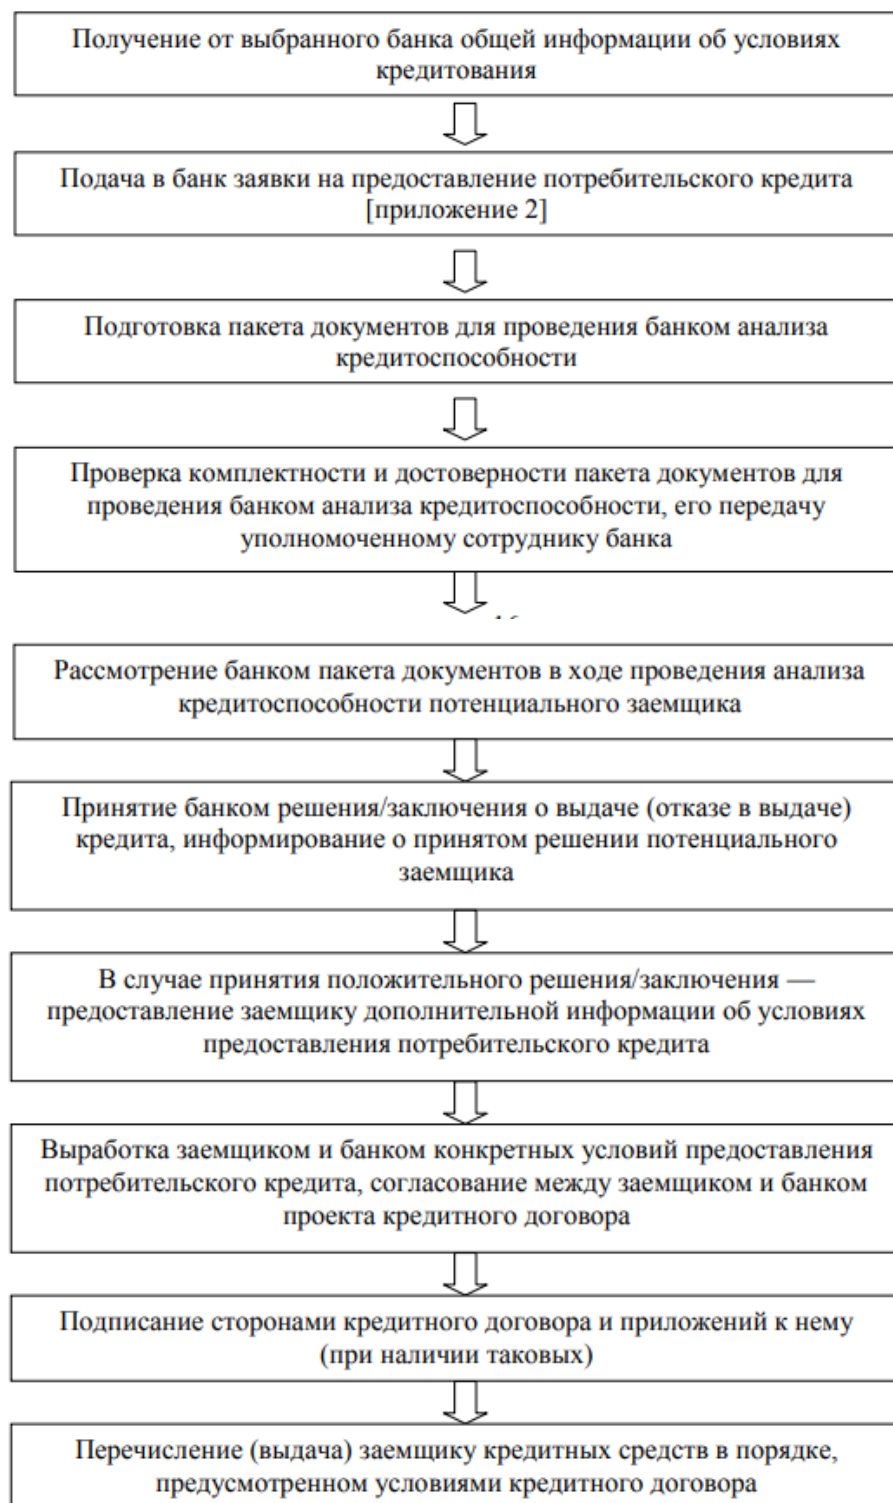 Получение от выбранного банка общей информации об условиях
кредитования
Подача в банк заявки на предоставление потребительского кредита
[приложение 2]
Подготовка пакета документов для проведения банком анализа
кредитоспособности
Проверка комплектности и достоверности пакета документов для
проведения банком анализа кредитоспособности, его передачу
уполномоченному сотруднику банка
Рассмотрение банком пакета документов в ходе проведения анализа
кредитоспособности потенциального заемщика
Принятие банком решения/заключения о выдаче (отказе в выдаче)
кредита, информирование о принятом решении потенциального
заемщика
В случае принятия положительного решения/заключения —
предоставление заемщику дополнительной информации об условиях
предоставления потребительского кредита
Выработка заемщиком и банком конкретных условий предоставления
потребительского кредита, согласование между заемщиком и банком
проекта кредитного договора
Подписание сторонами кредитного договора и приложений к нему
(при наличии таковых)
Перечисление (выдача) заемщику кредитных средств в порядке,
предусмотренном условиями кредитного договора